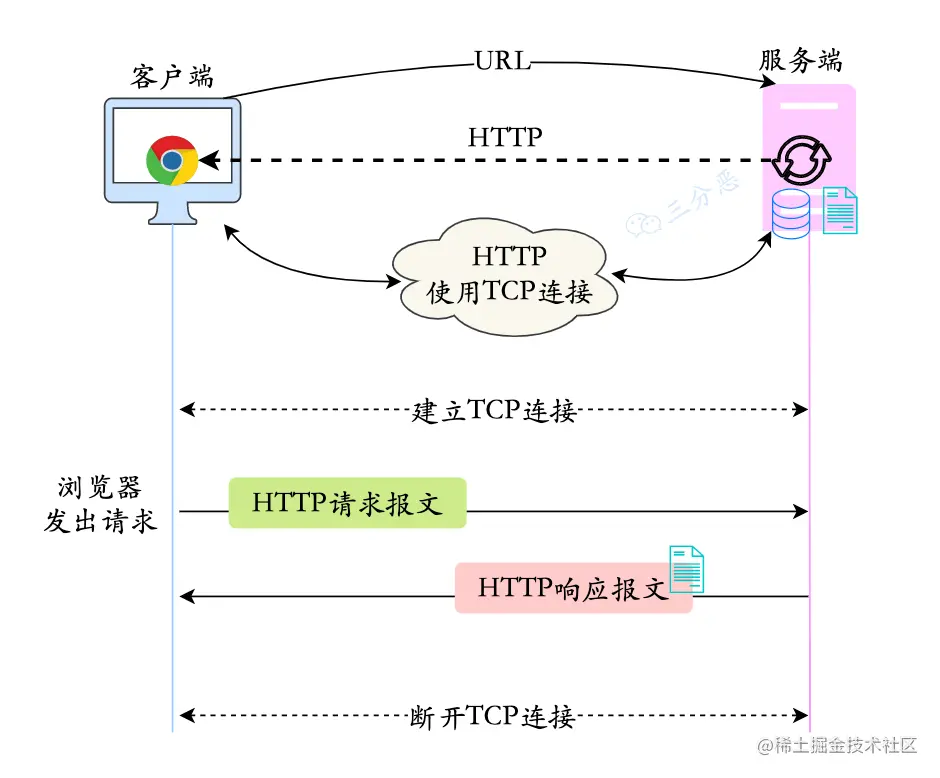 URL
客户端
服务端
HTTP
三分恶
HTTP
使用TCP连接
建立TCP连接
浏览器
发出请求
HTTP请求报文
HTTP响应报文
断开TCP连接
@稀土掘金技术社区